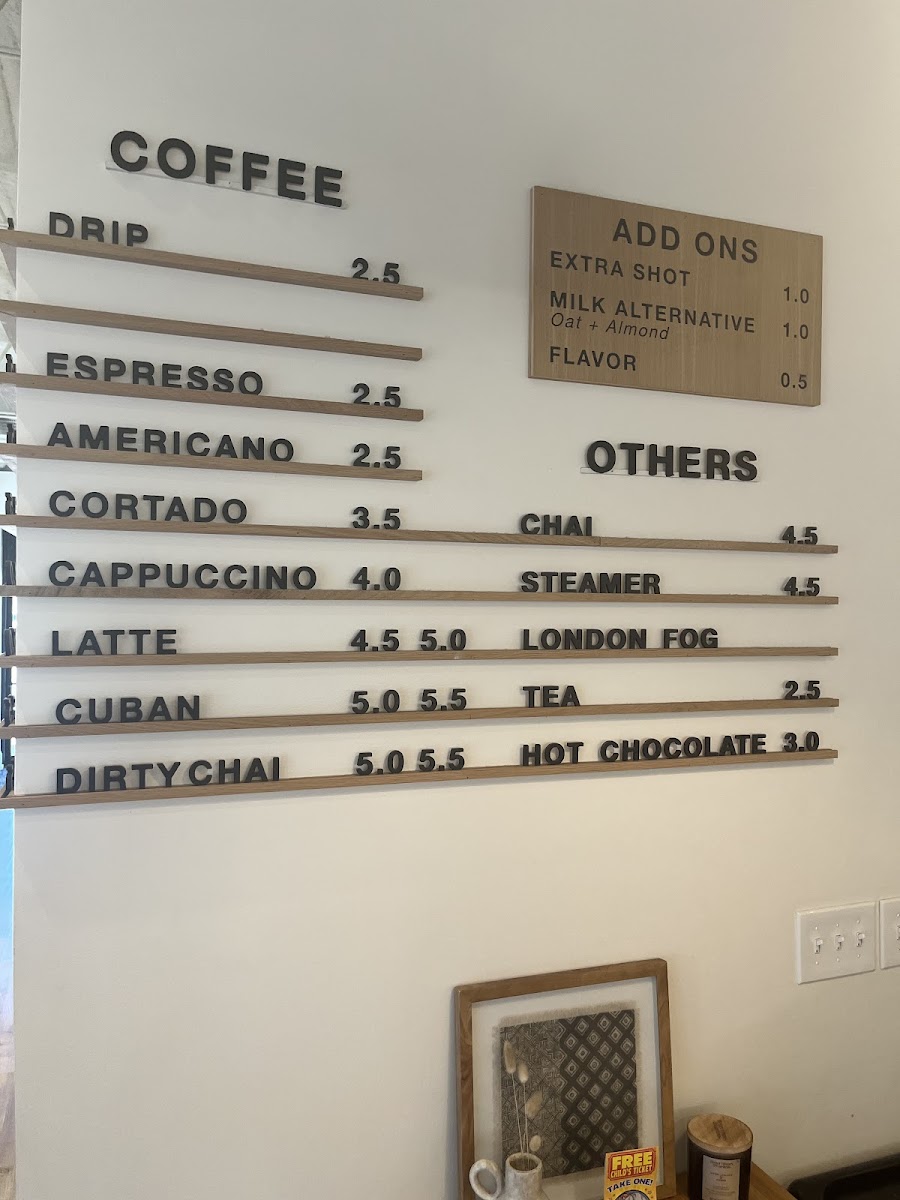 COFFEE
DRIP 2.5
ESPRESSO 2.5
AMERICANO 2.5
CORTADO 3.5
CAPPUCCINO 4.0
LATTE 4.5 5.0
CUBAN 5.0 5.5
DIRTY CHAI 5.0 5.5
ADD ONS
EXTRA SHOT 1.0
MILK ALTERNATIVE 1.0
Oat + Almond
FLAVOR 0.5
OTHERS
CHAI 4.5
STEAMER 4.5
LONDON FOG
TEA 2.5
HOT CHOCOLATE 3.0
FREE
CHILD'S TICKET
TAKE ONE!